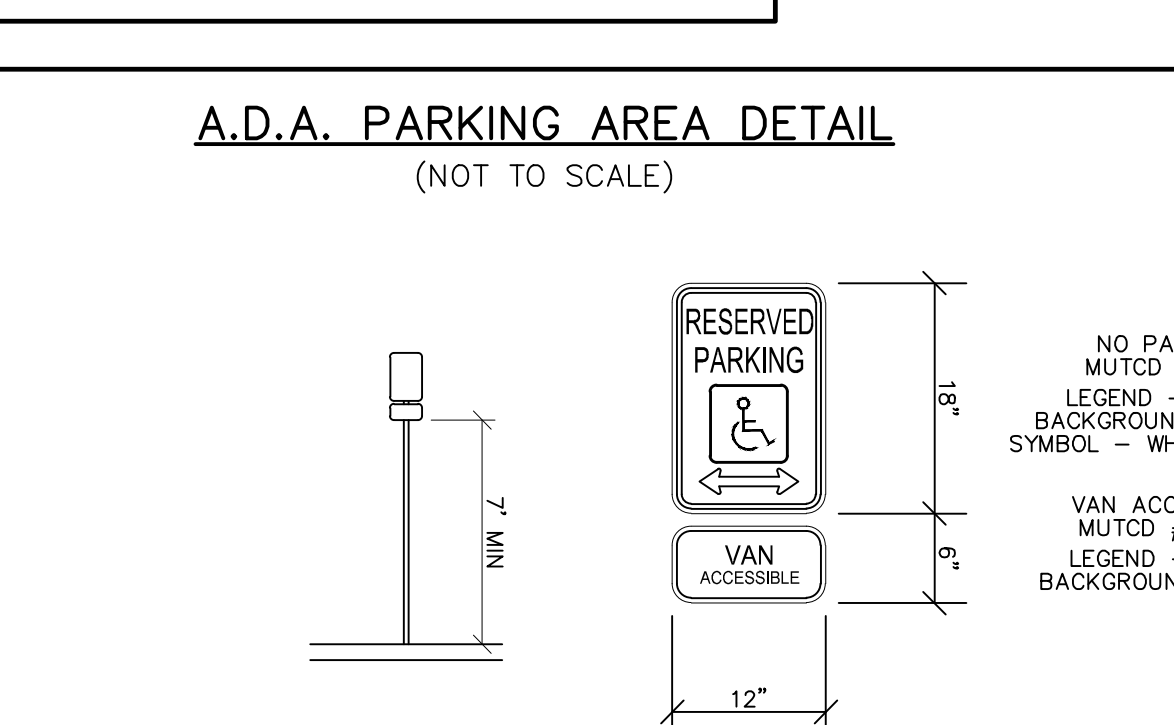 A.D.A. PARKING AREA DETAIL
(NOT TO SCALE)
RESERVED
PARKING
18"
7' MIN
VAN
ACCESSIBLE
6"
12"
NO
MUTCD
LEGEND -
BACKGROUN
SYMBOL – WH
VAN ACC
MUTCD
LEGEND -
BACKGROUN